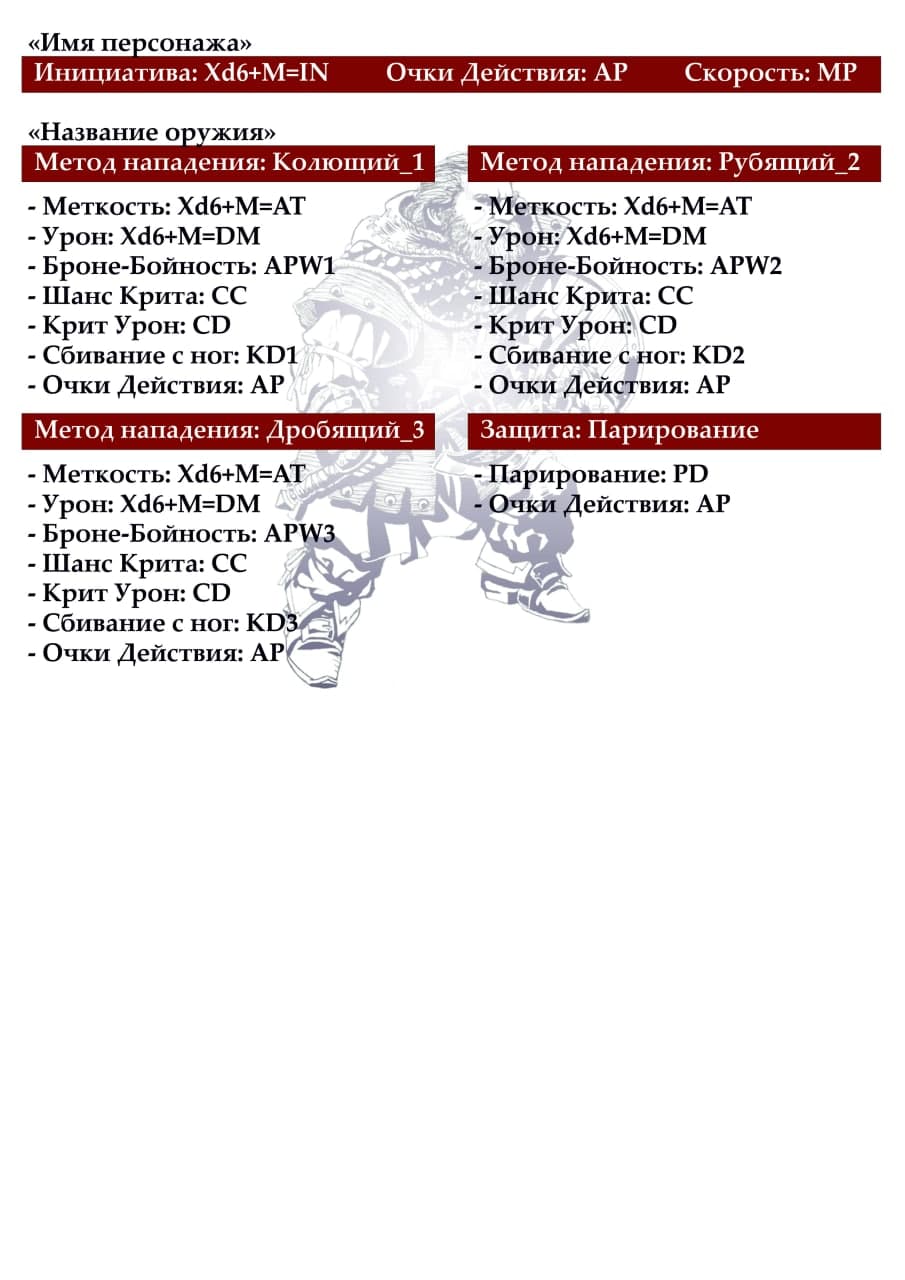 «Имя персонажа»
Инициатива: Xd6+M=IN Очки Действия: AP Скорость: MP
«Название оружия»
Метод нападения: Колющий_1
- Меткость: Xd6+M=AT
- Урон: Xd6+M=DM
- Броне-Бойность: APW1
- Шанс Крита: CC
- Крит Урон: CD
- Сбивание с ног: KD1
- Очки Действия: AP
Метод нападения: Рубящий_2
- Меткость: Xd6+M=AT
- Урон: Xd6+M=DM
- Броне-Бойность: APW2
- Шанс Крита: CC
- Крит Урон: CD
- Сбивание с ног: KD2
- Очки Действия: AP
Метод нападения: Дробящий_3
- Меткость: Xd6+M=AT
- Урон: Xd6+M=DM
- Броне-Бойность: APW3
- Шанс Крита: CC
- Крит Урон: CD
- Сбивание с ног: KD3
- Очки Действия: AP
Защита: Парирование
- Парирование: PD
- Очки Действия: AP